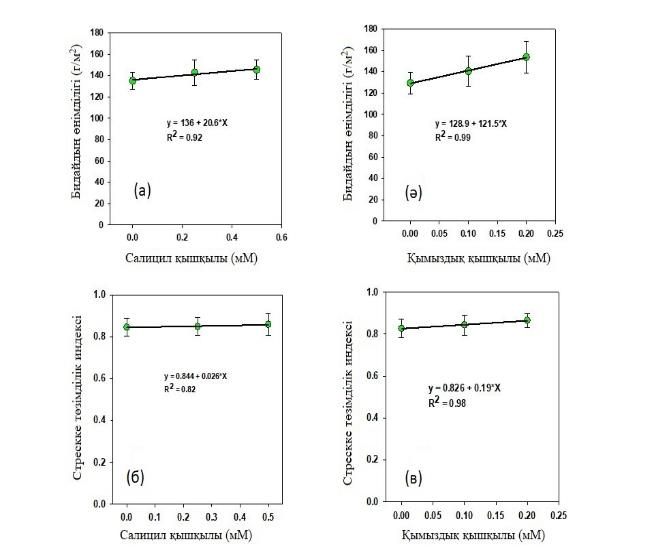 180
160
140
120
100
80
60
40
20
0
Бидайдың өнімділігі (г/м²)
y = 136 + 20.6*X
R² = 0.92
(а)
0.0 0.2 0.4 0.6
Салицил қышқылы (мМ)
180
160
140
120
100
80
60
40
20
0
Бидайдың өнімділігі (г/м²)
y = 128.9 + 121.5*X
R² = 0.99
(ә)
0.00 0.05 0.10 0.15 0.20 0.25
Қымыздық қышқылы (мМ)
1.0
0.8
0.6
0.4
0.2
0.0
Стрескке төзімділік индексі
y = 0.844 + 0.026*X
R² = 0.82
(б)
0.0 0.1 0.2 0.3 0.4 0.5
Салицил қышқылы (мМ)
1.0
0.8
0.6
0.4
0.2
0.0
Стрескке төзімділік индексі
y = 0.826 + 0.19*X
R² = 0.98
(в)
0.00 0.05 0.10 0.15 0.20 0.25
Қымыздық қышқылы (мМ)